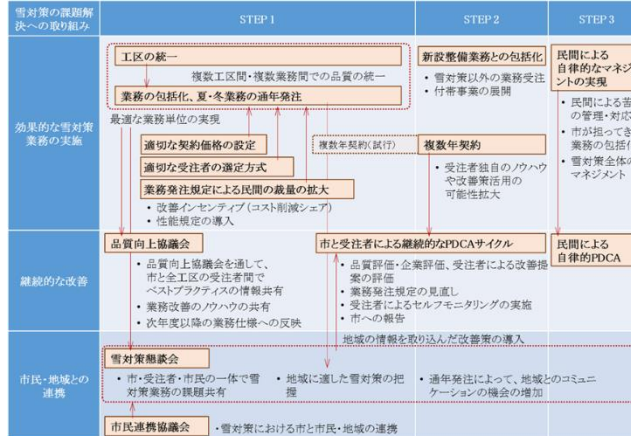 雪対策の課題解
決への取り組み
STEP 1
STEP 2
STEP 3
効果的な雪対策
業務の実施
工区の統一
複数工区間・複数業務間での品質の統一
業務の包括化、夏・冬業務の通年発注
最適な業務単位の実現
適切な契約価格の設定
適切な受注者の選定方式
業務発注規定による民間の裁量の拡大
・ 改善インセンティブ（コスト削減シェア）
・ 性能規定の導入
複数年契約（試行）
新設整備業務との包括化
・ 雪対策以外の業務受注
・ 付帯事業の展開
複数年契約
・ 受注者独自のノウハウ
や改善策活用の
可能性拡大
民間による
自律的なマネジ
ントの実現
・ 民間による苦
の管理・対応
・ 市が担ってき
業務の包括化
・ 雪対策全体の
マネジメント
継続的な改善
品質向上協議会
・ 品質向上協議会を通して、
市と全工区の受注者間で
ベストプラクティスの情報共有
・ 業務改善のノウハウの共有
・ 次年度以降の業務仕様への反映
市と受注者による継続的なPDCAサイクル
・ 品質評価・企業評価、受注者による改善提
案の評価
・ 業務発注規定の見直し
・ 受注者によるセルフモニタリングの実施
・ 市への報告
民間による
自律的PDCA
地域の情報を取り込んだ改善策の導入
市民・地域との
連携
雪対策懇談会
・ 市・受注者・市民の一体で雪
対策業務の課題共有
・ 地域に適した雪対策の把
握
・ 通年発注によって、地域とのコミュニ
ケーションの機会の増加
市民連携協議会
・雪対策における市と市民・地域の連携